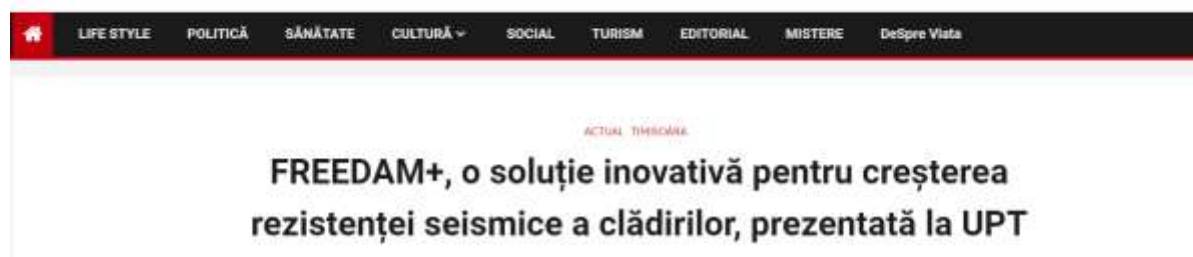 LIFE STYLE POLITICĂ SĂNĂTATE CULTURĂ SOCIAL TURISM EDITORIAL MISTERE DeSpre Viata
ACTUAL TIMISOARA
FREEDAM+, o soluție inovativă pentru creșterea
rezistenței seismice a clădirilor, prezentată la UPT